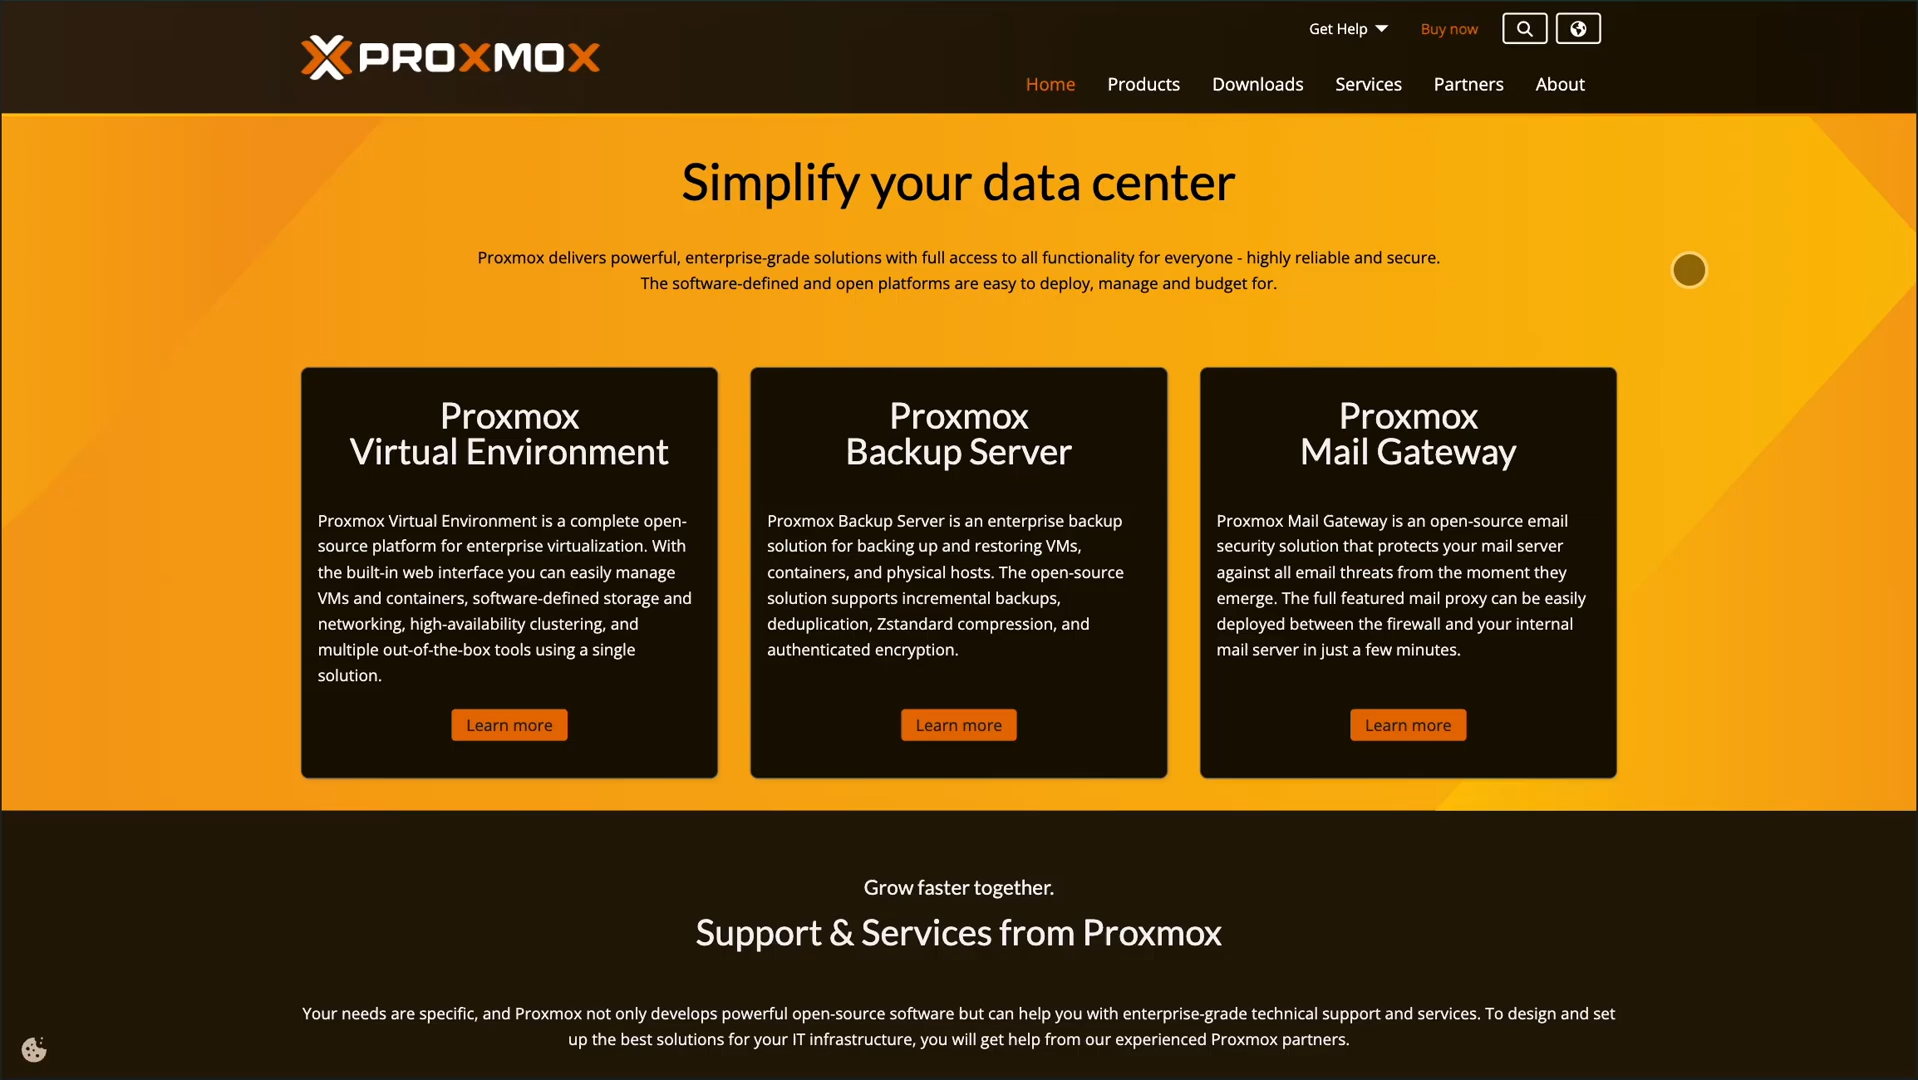 Get Help
Buy now
PROXMOX
Home
Products
Downloads
Services
Partners
About
Simplify your data center
Proxmox delivers powerful, enterprise-grade solutions with full access to all functionality for everyone - highly reliable and secure.
The software-defined and open platforms are easy to deploy, manage and budget for.
Proxmox
Virtual Environment
Proxmox Virtual Environment is a complete open-
source platform for enterprise virtualization. With
the built-in web interface you can easily manage
VMs and containers, software-defined storage and
networking, high-availability clustering, and
multiple out-of-the-box tools using a single
solution.
Learn more
Proxmox
Backup Server
Proxmox Backup Server is an enterprise backup
solution for backing up and restoring VMs,
containers, and physical hosts. The open-source
solution supports incremental backups,
deduplication, Zstandard compression, and
authenticated encryption.
Learn more
Proxmox
Mail Gateway
Proxmox Mail Gateway is an open-source email
security solution that protects your mail server
against all email threats from the moment they
emerge. The full featured mail proxy can be easily
deployed between the firewall and your internal
mail server in just a few minutes.
Learn more
Grow faster together.
Support & Services from Proxmox
Your needs are specific, and Proxmox not only develops powerful open-source software but can help you with enterprise-grade technical support and services. To design and set
up the best solutions for your IT infrastructure, you will get help from our experienced Proxmox partners.